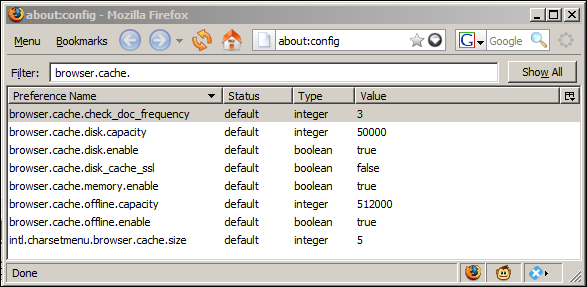 about:config - Mozilla Firefox
Menu Bookmarks about:config G Google
Filter: browser.cache. Show All
Preference Name Status Type Value
browser.cache.check_doc_frequency default integer 3
browser.cache.disk.capacity default integer 50000
browser.cache.disk.enable default boolean true
browser.cache.disk_cache_ssl default boolean false
browser.cache.memory.enable default boolean true
browser.cache.offline.capacity default integer 512000
browser.cache.offline.enable default boolean true
intl.charsetmenu.browser.cache.size default integer 5
Done